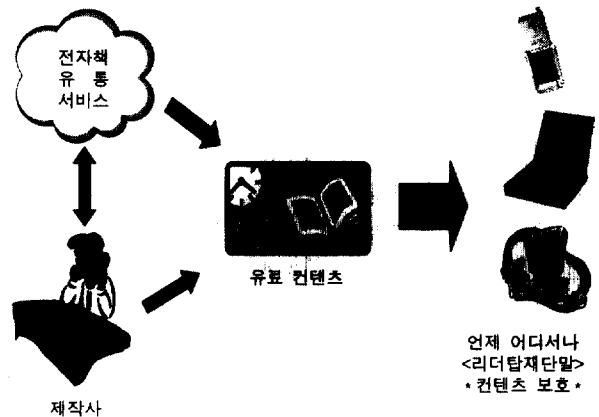 전자책
유 통
서비스
유료 컨텐츠
언제 어디서나
<리더탑재단말>
* 컨텐츠 보호 *
제작사